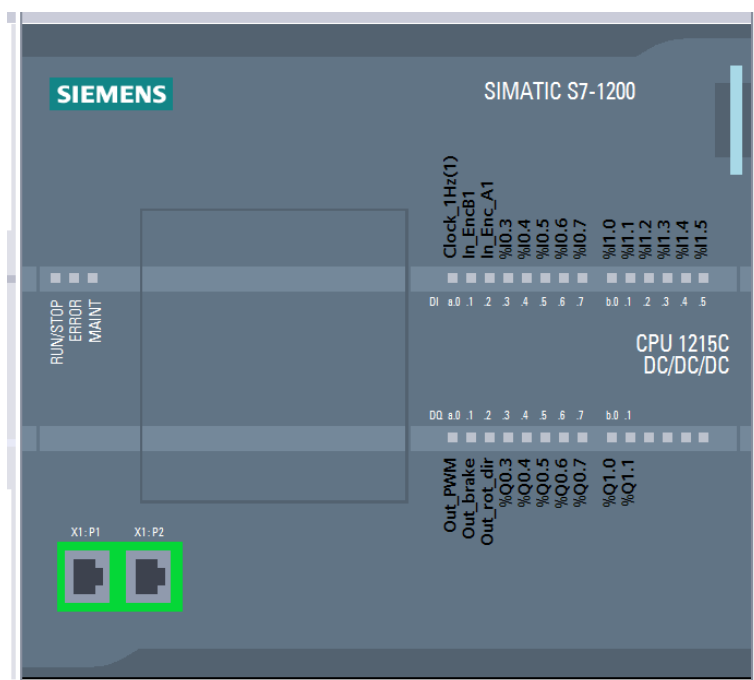 SIEMENS
SIMATIC S7-1200
Clock_1Hz(1)
In_EncB1
In_Enc_A1
%I0.3
%I0.4
%I0.5
%I0.6
%I0.7
%I1.0
%I1.1
%I1.2
%I1.3
%I1.4
%I1.5
DI a.0 .1 .2 .3 .4 .5 .6 .7 b.0 .1 .2 .3 .4 .5
RUN/STOP
ERROR
MAINT
CPU 1215C
DC/DC/DC
DQ a.0 .1 .2 .3 .4 .5 .6 .7 b.0 .1
Out_PWM
Out_brake
Out_rot_dir
%Q0.3
%Q0.4
%Q0.5
%Q0.6
%Q0.7
%Q1.0
%Q1.1
X1:P1 X1:P2